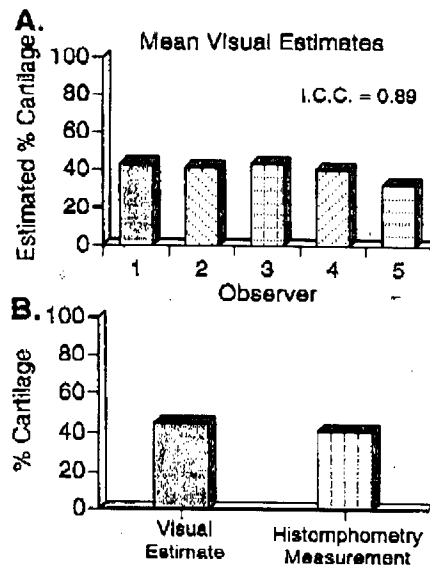 A.
Mean Visual Estimates
I.C.C. = 0.89
Estimated % Cartilage
100
80
60
40
20
0
1 2 3 4 5
Observer
B.
% Cartilage
100
80
60
40
20
0
Visual Estimate
Histomphometry Measurement